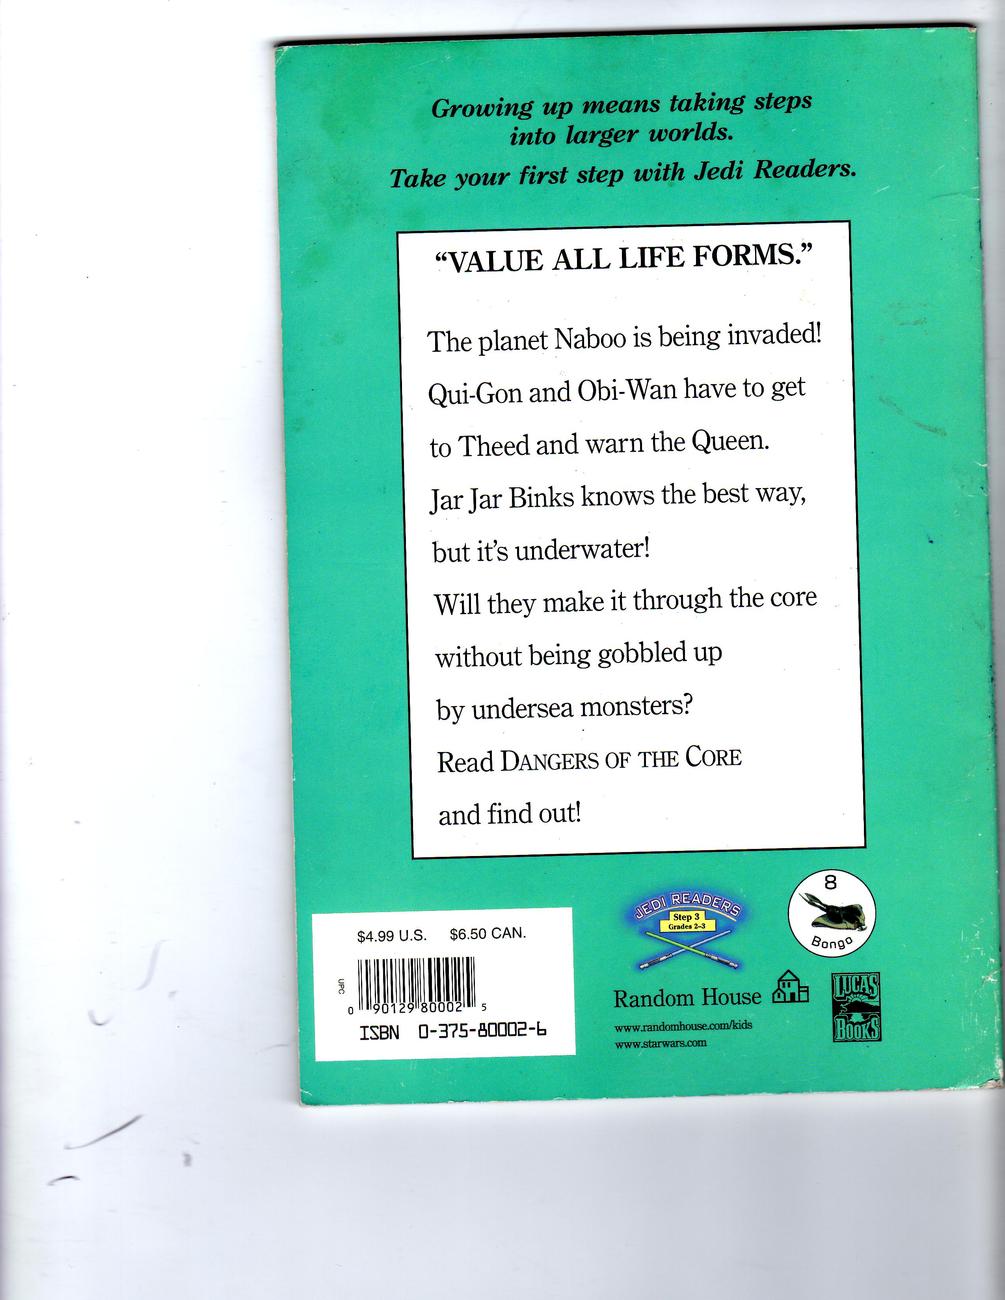 Growing up means taking steps
into larger worlds.
Take your first step with Jedi Readers.
“VALUE ALL LIFE FORMS.”
The planet Naboo is being invaded!
Qui-Gon and Obi-Wan have to get
to Theed and warn the Queen.
Jar Jar Binks knows the best way,
but it’s underwater!
Will they make it through the core
without being gobbled up
by undersea monsters?
Read DANGERS OF THE CORE
and find out!
$4.99 U.S. $6.50 CAN.
UPC
0 90129 80002 5
ISBN 0-375-80002-6
JEDI READERS
Step 3
Grades 2–3
8
Bongo
Random House
www.randomhouse.com/kids
www.starwars.com
LUCAS
BOOKS